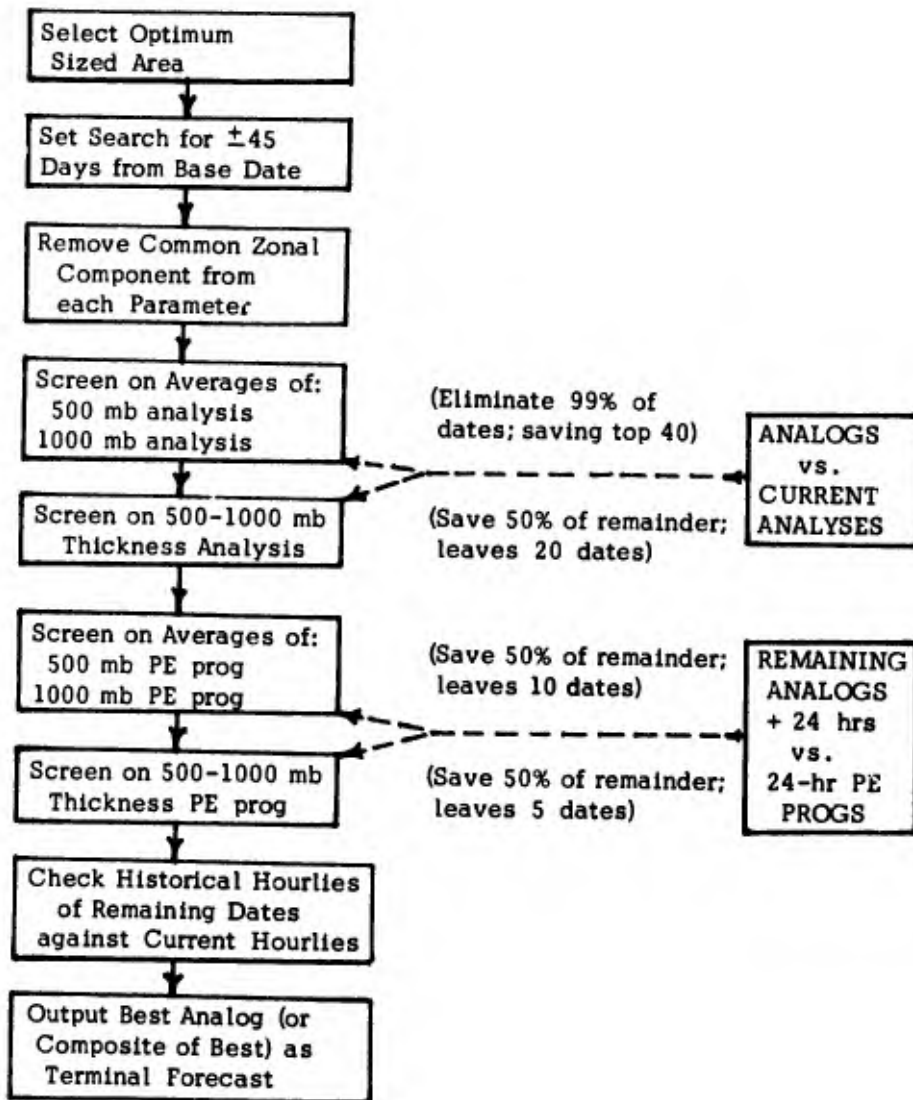 Select Optimum
Sized Area
Set Search for ±45
Days from Base Date
Remove Common Zonal
Component from
each Parameter
Screen on Averages of:
500 mb analysis
1000 mb analysis
(Eliminate 99% of
dates; saving top 40)
ANALOGS
vs.
CURRENT
ANALYSES
Screen on 500-1000 mb
Thickness Analysis
(Save 50% of remainder;
leaves 20 dates)
Screen on Averages of:
500 mb PE prog
1000 mb PE prog
(Save 50% of remainder;
leaves 10 dates)
REMAINING
ANALOGS
+ 24 hrs
vs.
24-hr PE
PROGS
Screen on 500-1000 mb
Thickness PE prog
(Save 50% of remainder;
leaves 5 dates)
Check Historical Hourlies
of Remaining Dates
against Current Hourlies
Output Best Analog (or
Composite of Best) as
Terminal Forecast